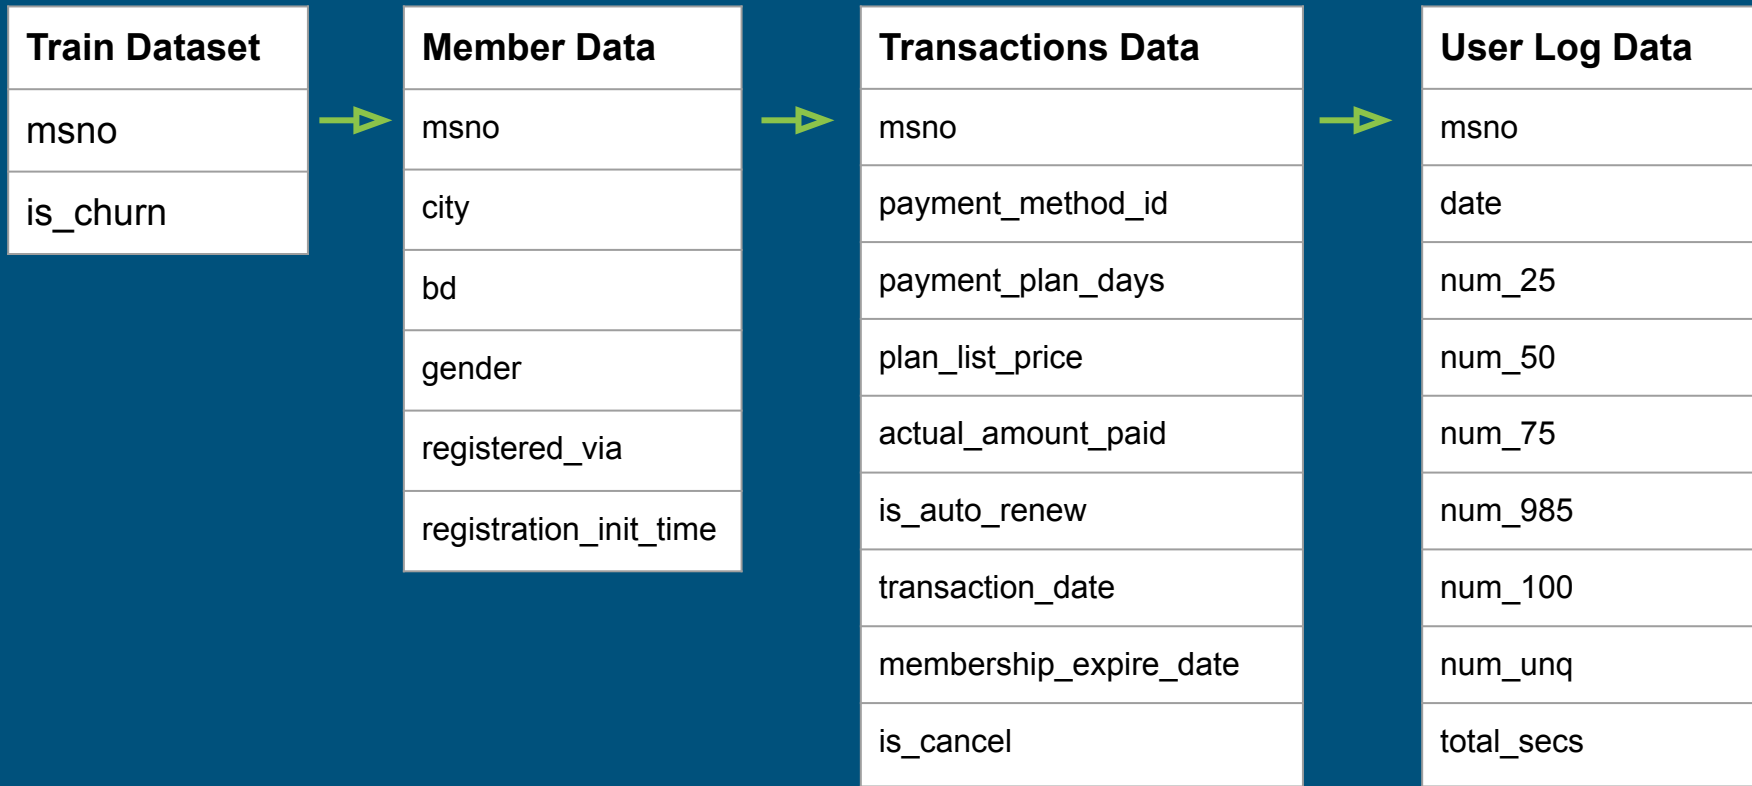 Train Dataset
msno
is_churn
Member Data
msno
city
bd
gender
registered_via
registration_init_time
Transactions Data
msno
payment_method_id
payment_plan_days
plan_list_price
actual_amount_paid
is_auto_renew
transaction_date
membership_expire_date
is_cancel
User Log Data
msno
date
num_25
num_50
num_75
num_985
num_100
num_unq
total_secs